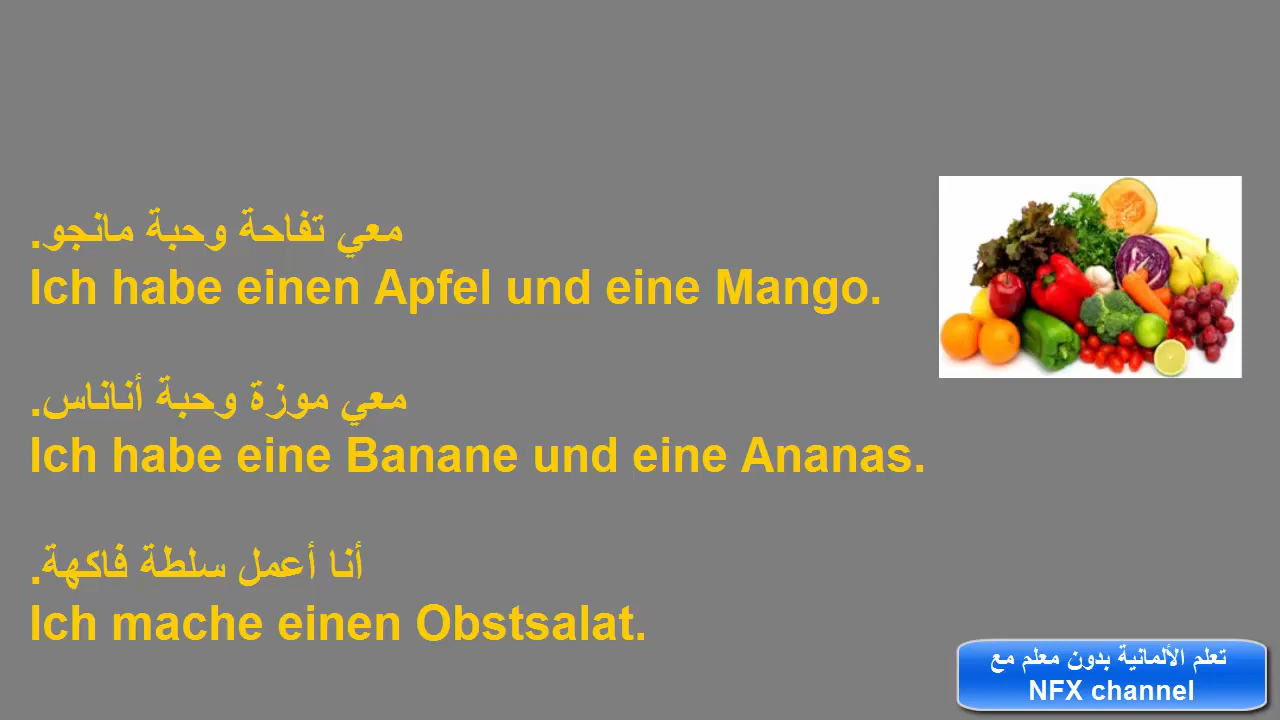 معي تفاحة وحبة مانجو.
Ich habe einen Apfel und eine Mango.
معي موزة وحبة أناناس.
Ich habe eine Banane und eine Ananas.
أنا أعمل سلطة فاكهة.
Ich mache einen Obstsalat.
تعلم الألمانية بدون معلم مع
NFX channel